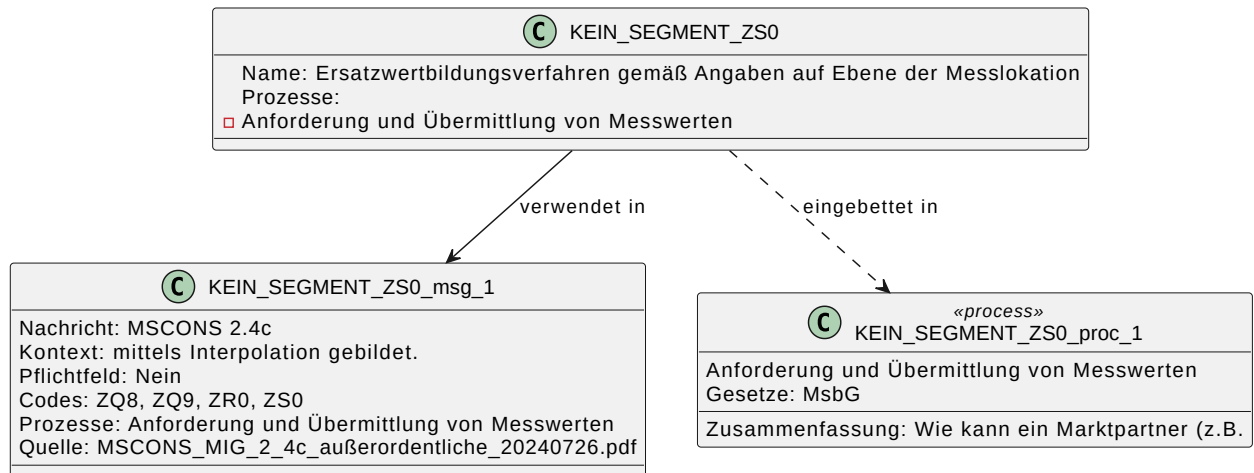 C KEIN_SEGMENT_ZS0
Name: Ersatzwertbildungsverfahren gemäß Angaben auf Ebene der Messlokation
Prozesse:
Anforderung und Übermittlung von Messwerten
verwendet in
eingebettet in
C KEIN_SEGMENT_ZS0_msg_1
Nachricht: MSCONS 2.4c
Kontext: mittels Interpolation gebildet.
Pflichtfeld: Nein
Codes: ZQ8, ZQ9, ZR0, ZS0
Prozesse: Anforderung und Übermittlung von Messwerten
Quelle: MSCONS_MIG_2_4c_außerordentliche_20240726.pdf
C «process»
KEIN_SEGMENT_ZS0_proc_1
Anforderung und Übermittlung von Messwerten
Gesetze: MsbG
Zusammenfassung: Wie kann ein Marktpartner (z.B.